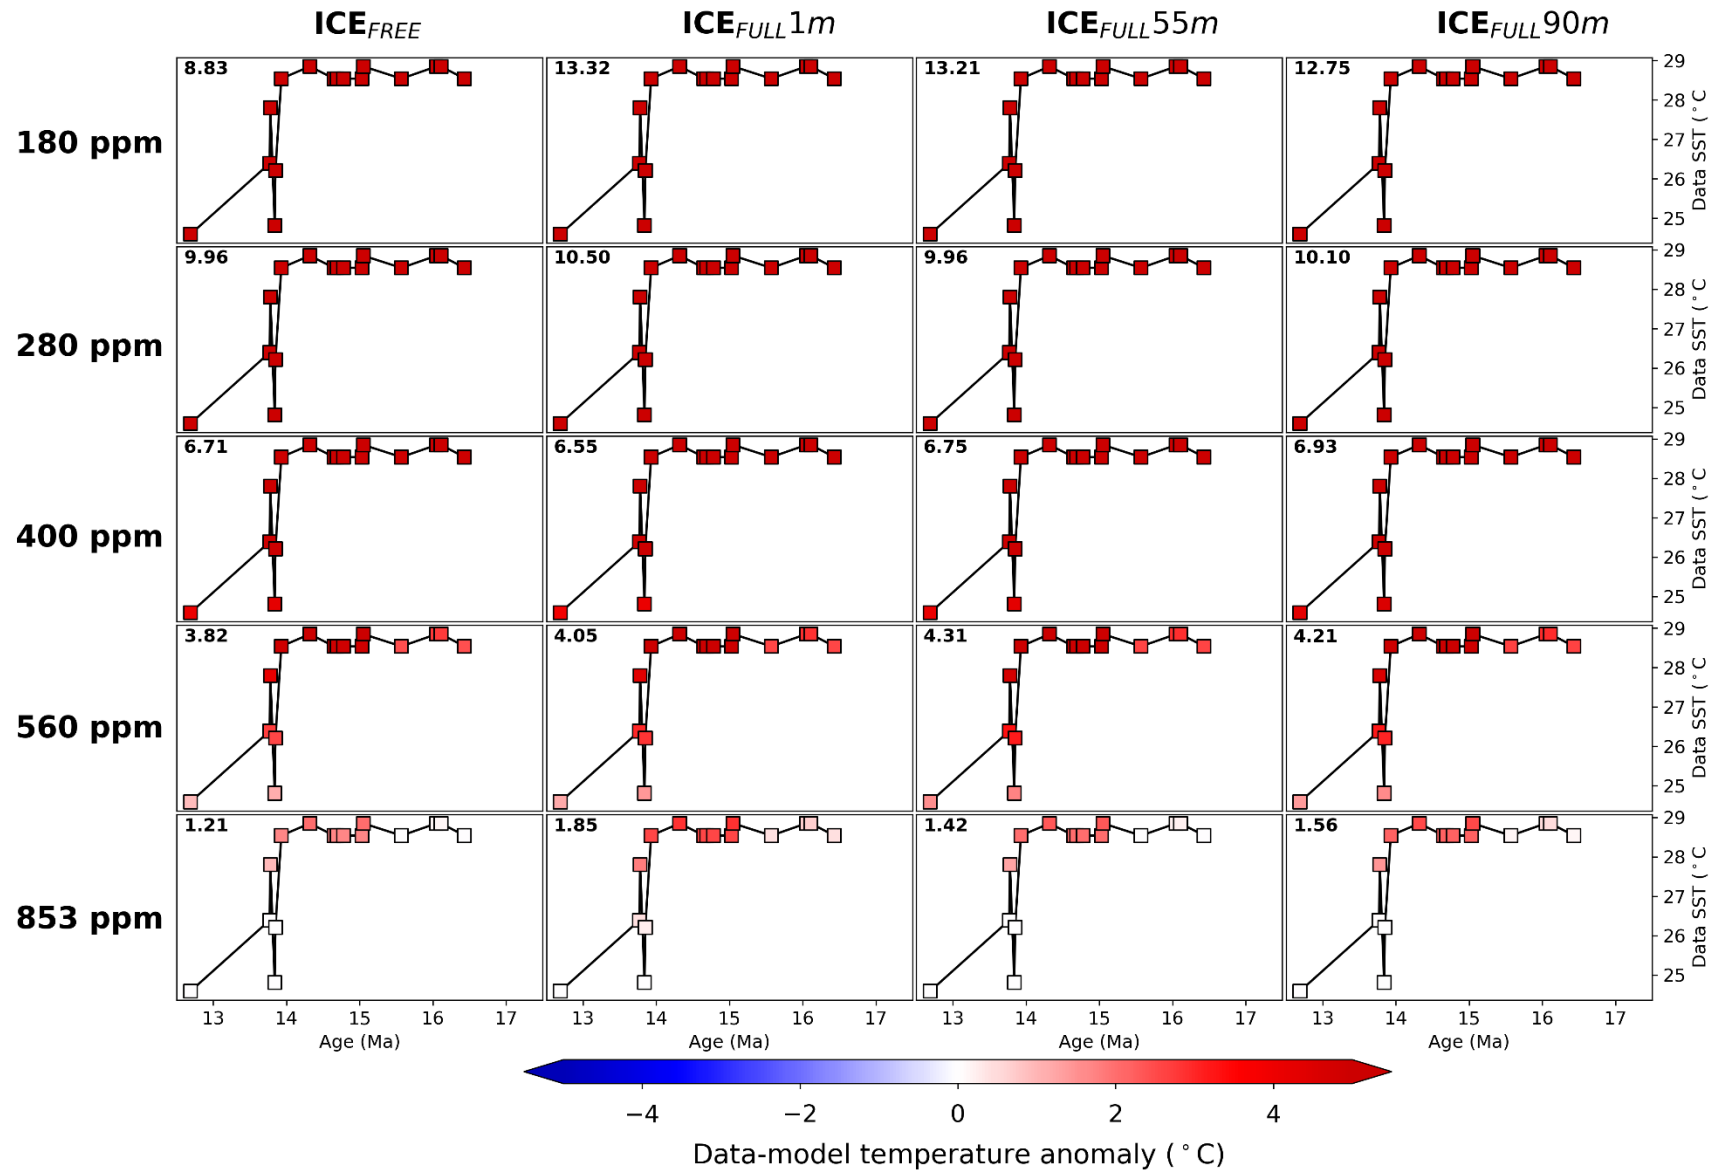 ICE_FREE ICE_FULL1m ICE_FULL55m ICE_FULL90m
180 ppm 8.83 13.32 13.21 12.75 29 28 27 26 25 Data SST (°C
280 ppm 9.96 10.50 9.96 10.10 29 28 27 26 25 Data SST (°C
400 ppm 6.71 6.55 6.75 6.93 29 28 27 26 25 Data SST (°C
560 ppm 3.82 4.05 4.31 4.21 29 28 27 26 25 Data SST (°C
853 ppm 1.21 1.85 1.42 1.56 29 28 27 26 25 Data SST (°C
13 14 15 16 17 13 14 15 16 17 13 14 15 16 17 13 14 15 16 17
Age (Ma) Age (Ma) Age (Ma) Age (Ma)
−4 −2 0 2 4
Data-model temperature anomaly (°C)